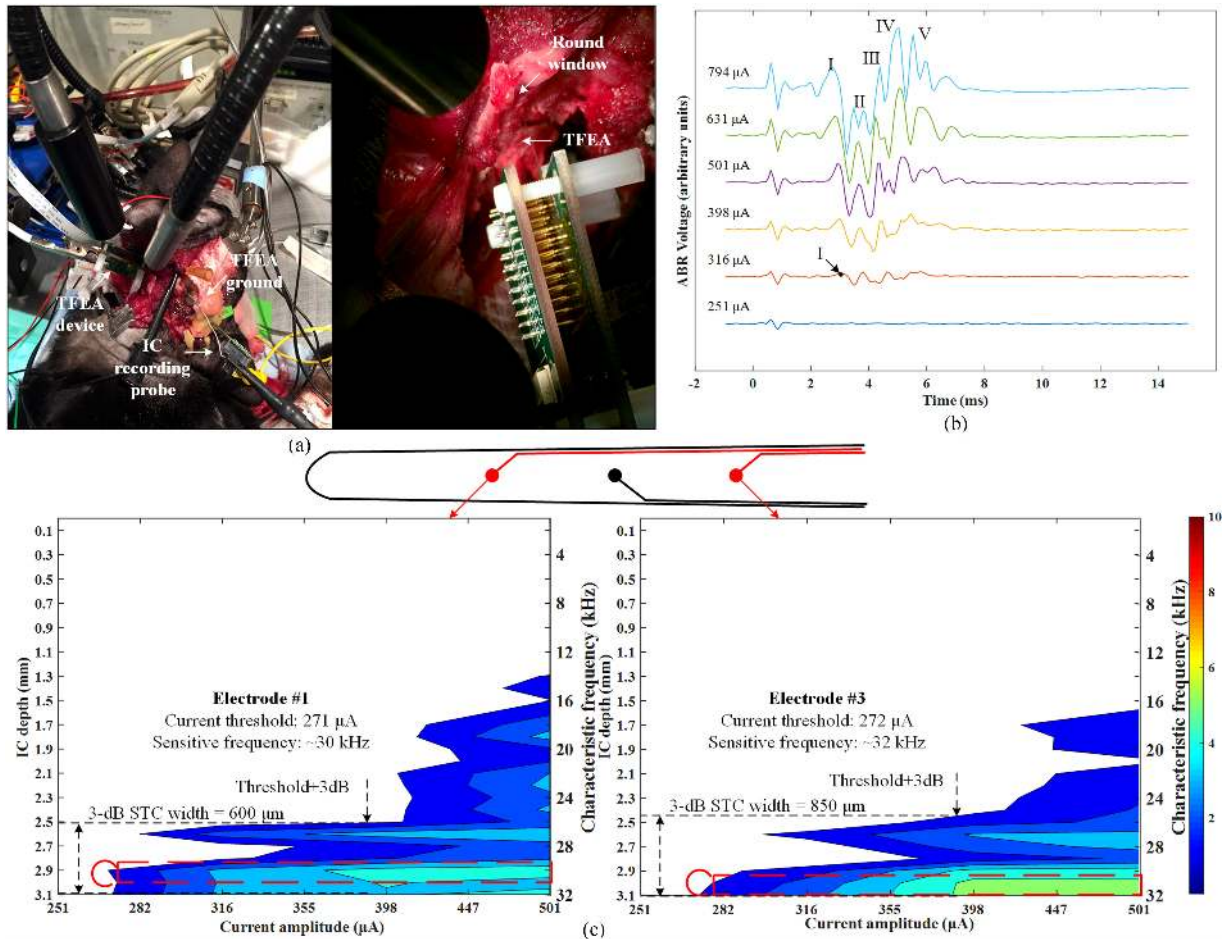 Round
window
TFEA
TFEA
ground
TFEA
device
IC
recording
probe
(a)
ABR Voltage (arbitrary units)
794 µA
631 µA
501 µA
398 µA
316 µA
251 µA
I
II
III
IV
V
I
-2 0 2 4 6 8 10 12 14
Time (ms)
(b)
IC depth (mm)
0.1
0.3
0.5
0.7
0.9
1.1
1.3
1.5
1.7
1.9
2.1
2.3
2.5
2.7
2.9
3.1
Electrode #1
Current threshold: 271 µA
Sensitive frequency: ~30 kHz
Threshold+3dB
3-dB STC width = 600 µm
251 282 316 355 398 447 501
Current amplitude (µA)
4
8
12
16
20
24
28
32
Characteristic frequency (kHz)
(c)
IC depth (mm)
0.1
0.3
0.5
0.7
0.9
1.1
1.3
1.5
1.7
1.9
2.1
2.3
2.5
2.7
2.9
3.1
Electrode #3
Current threshold: 272 µA
Sensitive frequency: ~32 kHz
Threshold+3dB
3-dB STC width = 850 µm
251 282 316 355 398 447 501
Current amplitude (µA)
4
8
12
16
20
24
28
32
Characteristic frequency (kHz)
10
8
6
4
2